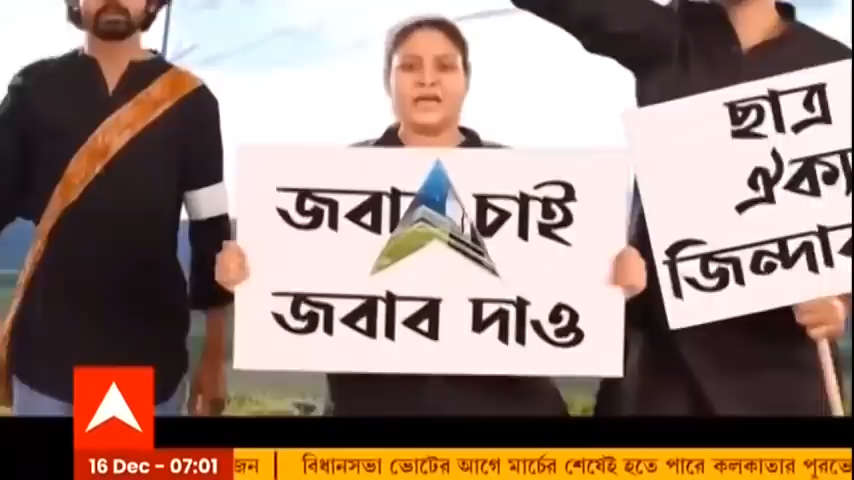 জবাব চাই
জবাব দাও
ছাত্র
ঐক্য
16 Dec - 07:01
বিধানসভা ভোটের আগে মার্চের শেষেই হতে পারে কলকাতার